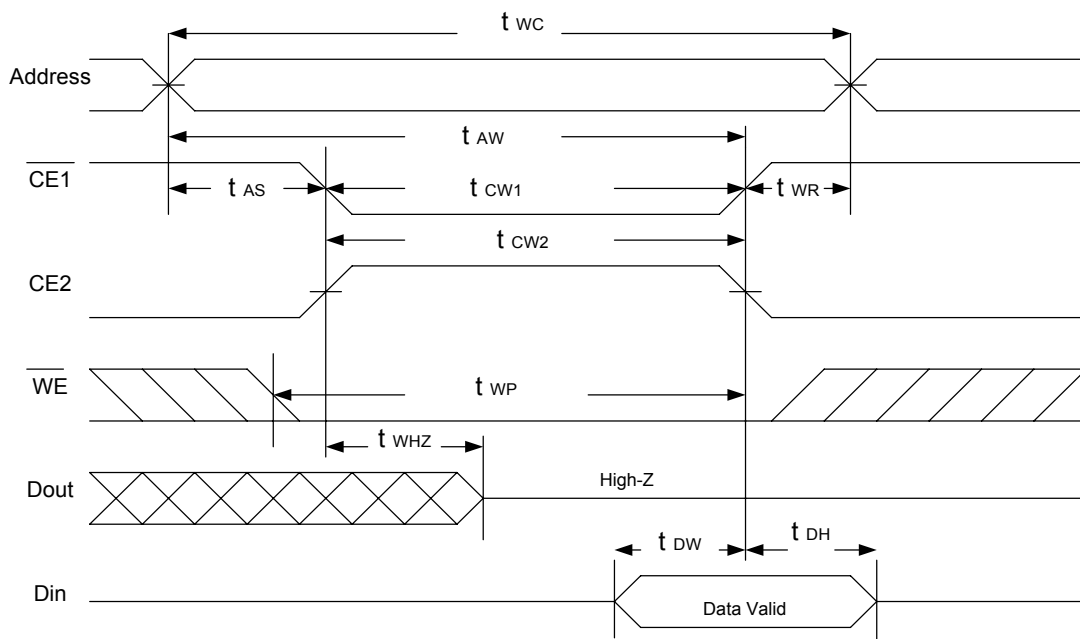 t WC
Address
t AW
CE1
t AS
t CW1
t WR
t CW2
CE2
WE
t WP
t WHZ
Dout
High-Z
t DW
t DH
Din
Data Valid